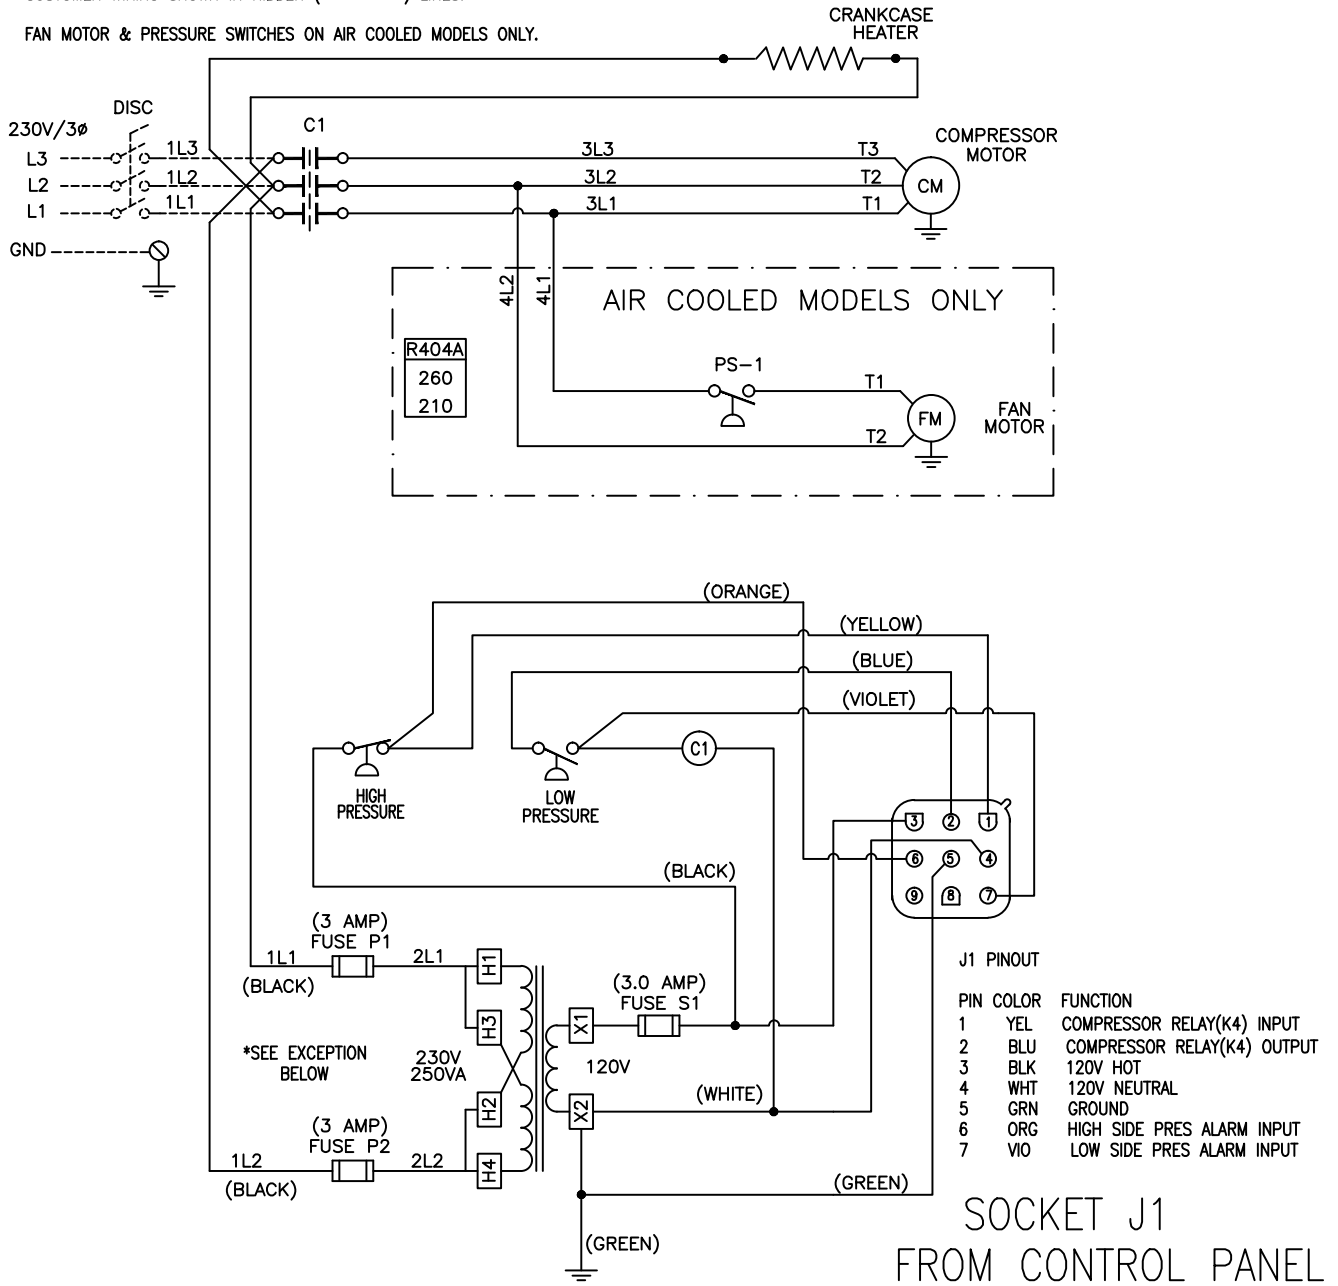 FAN MOTOR & PRESSURE SWITCHES ON AIR COOLED MODELS ONLY.
CRANKCASE
HEATER
DISC
230V/3ø
C1
L3
1L3
3L3
T3
COMPRESSOR
MOTOR
L2
1L2
3L2
T2
CM
L1
1L1
3L1
T1
GND
4L2
4L1
AIR COOLED MODELS ONLY
R404A
260
210
PS-1
T1
FM
FAN
MOTOR
T2
(ORANGE)
(YELLOW)
(BLUE)
(VIOLET)
C1
HIGH
PRESSURE
LOW
PRESSURE
3
2
1
6
5
4
9
8
7
(BLACK)
(3 AMP)
FUSE P1
1L1
2L1
(BLACK)
H1
H3
H2
H4
*SEE EXCEPTION
BELOW
230V
250VA
(3.0 AMP)
FUSE S1
X1
120V
X2
(WHITE)
(3 AMP)
FUSE P2
1L2
2L2
(BLACK)
(GREEN)
(GREEN)
J1 PINOUT
PIN COLOR FUNCTION
1 YEL COMPRESSOR RELAY(K4) INPUT
2 BLU COMPRESSOR RELAY(K4) OUTPUT
3 BLK 120V HOT
4 WHT 120V NEUTRAL
5 GRN GROUND
6 ORG HIGH SIDE PRES ALARM INPUT
7 VIO LOW SIDE PRES ALARM INPUT
SOCKET J1
FROM CONTROL PANEL